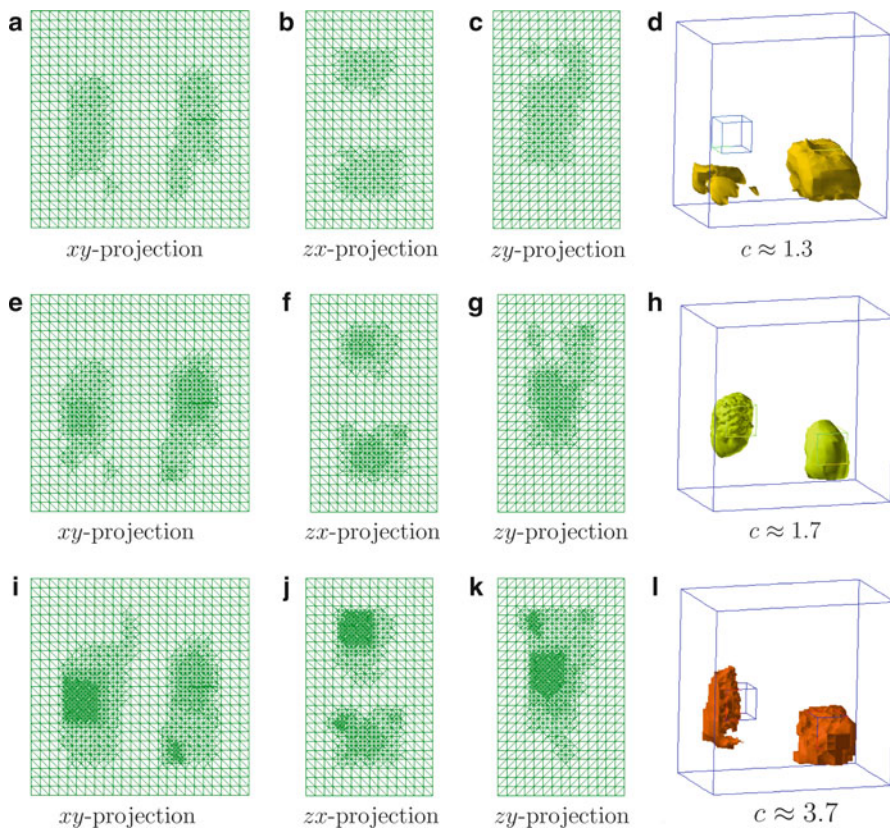 a b c d
xy-projection zx-projection zy-projection c ≈ 1.3
e f g h
xy-projection zx-projection zy-projection c ≈ 1.7
i j k l
xy-projection zx-projection zy-projection c ≈ 3.7